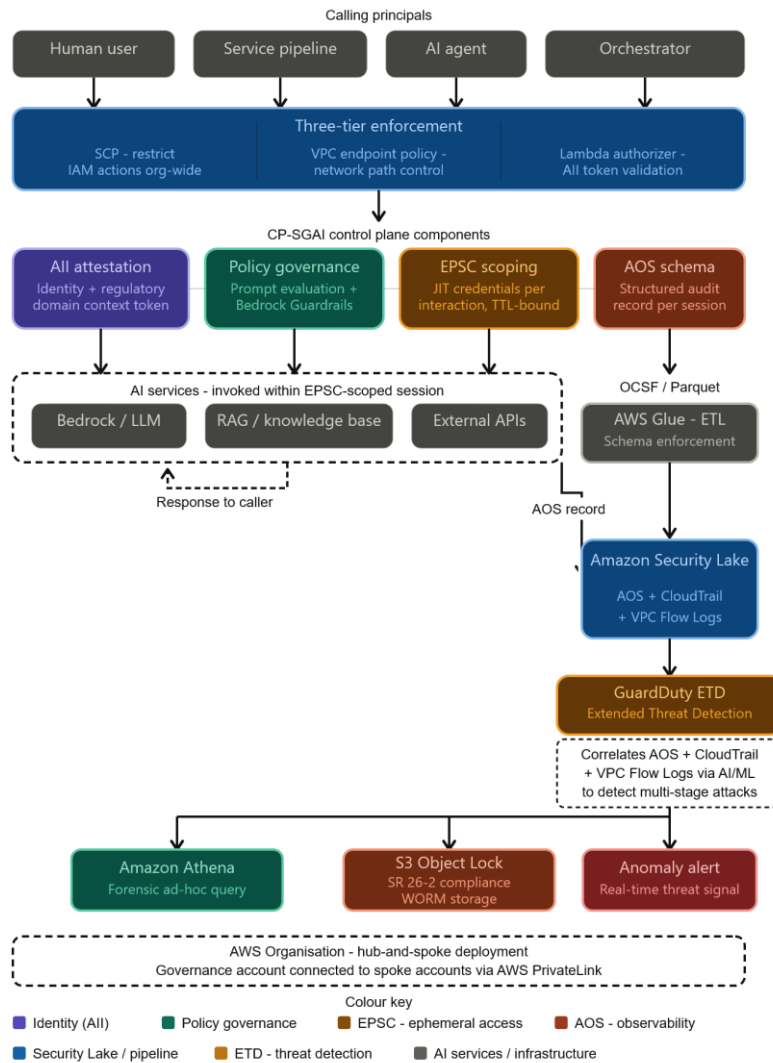 Calling principals
Human user
Service pipeline
AI agent
Orchestrator
Three-tier enforcement
SCP - restrict
IAM actions org-wide
VPC endpoint policy -
network path control
Lambda authorizer -
AII token validation
CP-SGAI control plane components
AII attestation
Identity + regulatory
domain context token
Policy governance
Prompt evaluation +
Bedrock Guardrails
EPSC scoping
JIT credentials per
interaction, TTL-bound
AOS schema
Structured audit
record per session
AI services - invoked within EPSC-scoped session
Bedrock / LLM
RAG / knowledge base
External APIs
OCSF / Parquet
AWS Glue - ETL
Schema enforcement
Response to caller
AOS record
Amazon Security Lake
AOS + CloudTrail
+ VPC Flow Logs
GuardDuty ETD
Extended Threat Detection
Correlates AOS + CloudTrail
+ VPC Flow Logs via AI/ML
to detect multi-stage attacks
Amazon Athena
Forensic ad-hoc query
S3 Object Lock
SR 26-2 compliance
WORM storage
Anomaly alert
Real-time threat signal
AWS Organisation - hub-and-spoke deployment
Governance account connected to spoke accounts via AWS PrivateLink
Colour key
Identity (AII)
Policy governance
EPSC - ephemeral access
AOS - observability
Security Lake / pipeline
ETD - threat detection
AI services / infrastructure